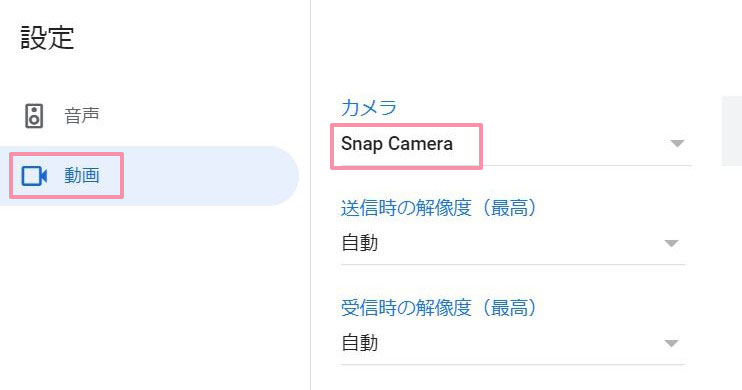 設定
音声
動画
カメラ
Snap Camera
送信時の解像度（最高）
自動
受信時の解像度（最高）
自動